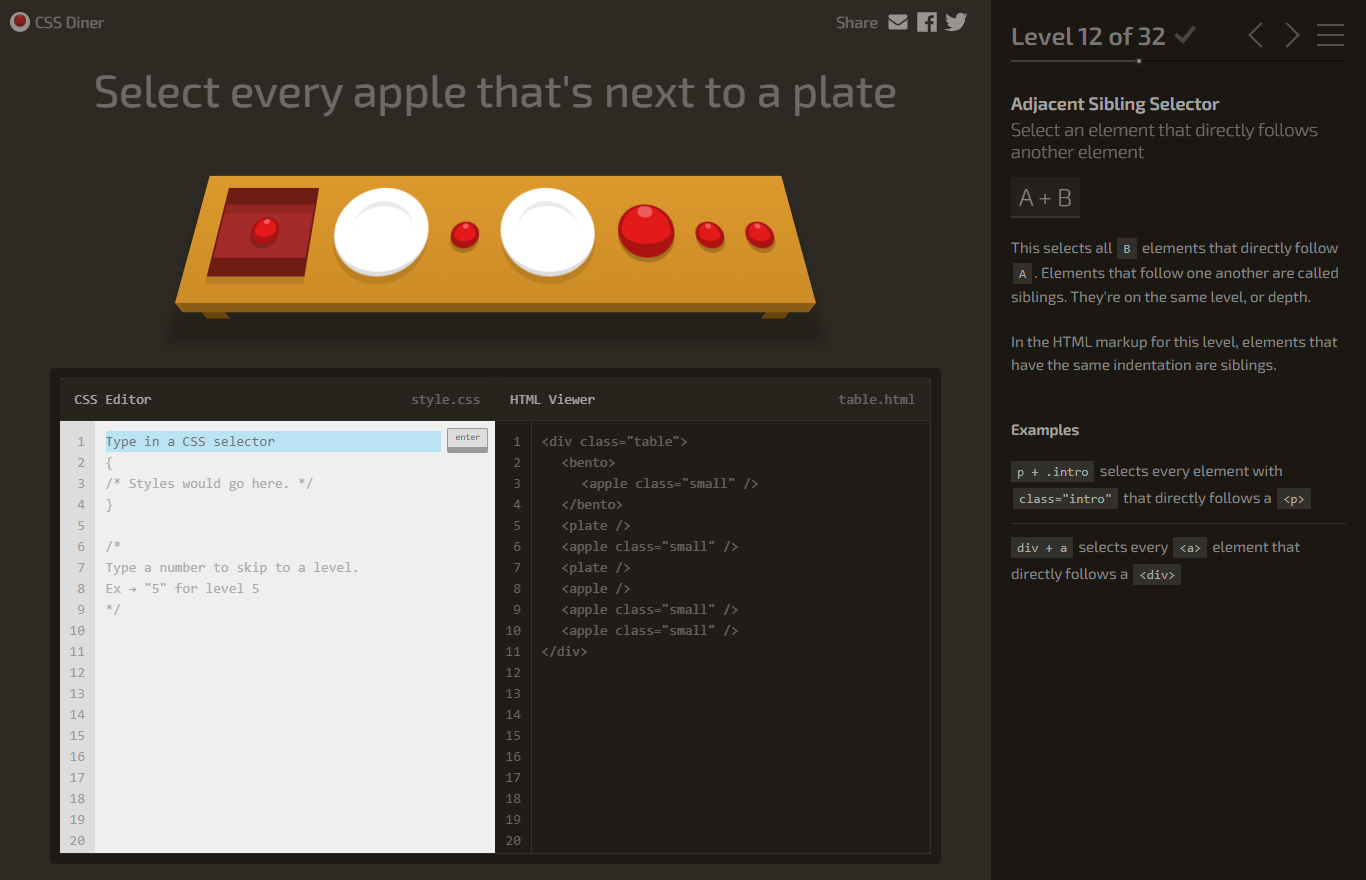 CSS Diner
Share
Select every apple that's next to a plate
CSS Editor
style.css
HTML Viewer
table.html
1
2
3
4
5
6
7
8
9
10
11
12
13
14
15
16
17
18
19
20
Type in a CSS selector
enter
{
/* Styles would go here. */
}
/*
Type a number to skip to a level.
Ex → "5" for level 5
*/
1
2
3
4
5
6
7
8
9
10
11
12
13
14
15
16
17
18
19
20
<div class="table">
<bento>
<apple class="small" />
</bento>
<plate />
<apple class="small" />
<plate />
<apple />
<apple class="small" />
<apple class="small" />
</div>
Level 12 of 32
Adjacent Sibling Selector
Select an element that directly follows
another element
A + B
This selects all B elements that directly follow
A . Elements that follow one another are called
siblings. They're on the same level, or depth.
In the HTML markup for this level, elements that
have the same indentation are siblings.
Examples
p + .intro selects every element with
class="intro" that directly follows a <p>
div + a selects every <a> element that
directly follows a <div>